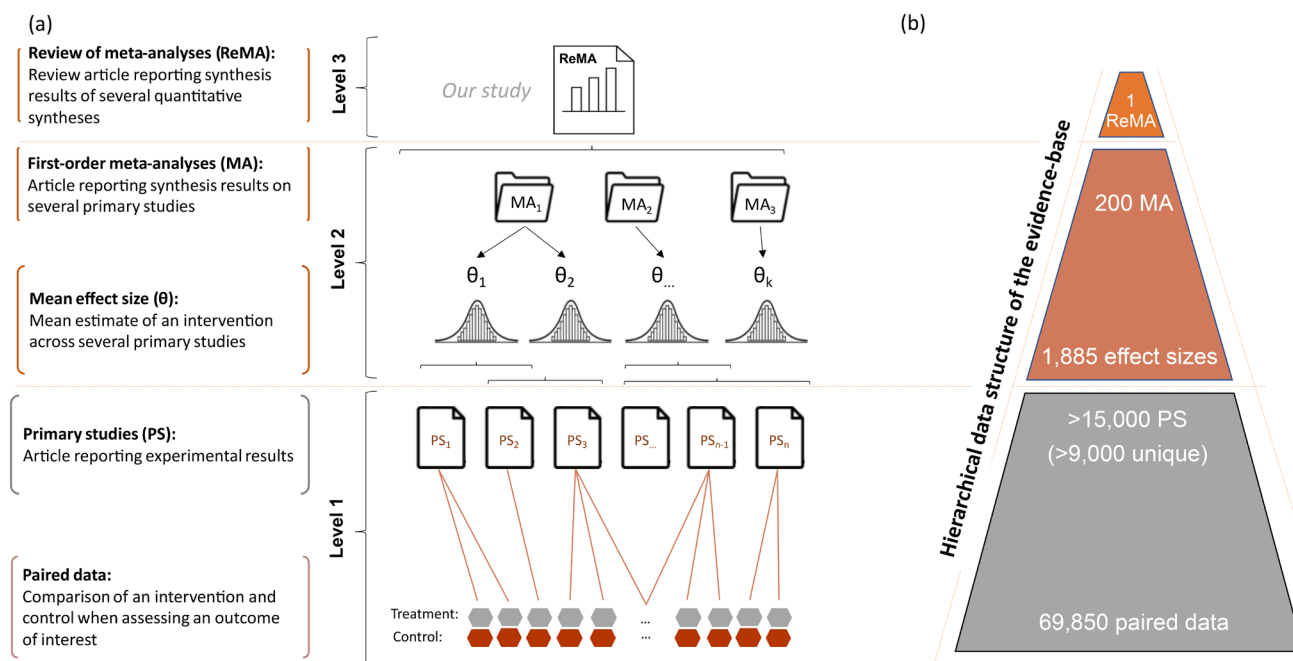 (a)
(b)
Review of meta-analyses (ReMA):
Review article reporting synthesis
results of several quantitative
syntheses
Level 3
Our study
ReMA
First-order meta-analyses (MA):
Article reporting synthesis results on
several primary studies
Level 2
MA1
MA2
MA3
θ1
θ2
θ...
θk
Mean effect size (θ):
Mean estimate of an intervention
across several primary studies
Primary studies (PS):
Article reporting experimental results
Level 1
PS1
PS2
PS3
PS...
PSn-1
PSn
Paired data:
Comparison of an intervention and
control when assessing an outcome
of interest
Treatment:
...
Control:
...
Hierarchical data structure of the evidence-base
1
ReMA
200 MA
1,885 effect sizes
>15,000 PS
(>9,000 unique)
69,850 paired data